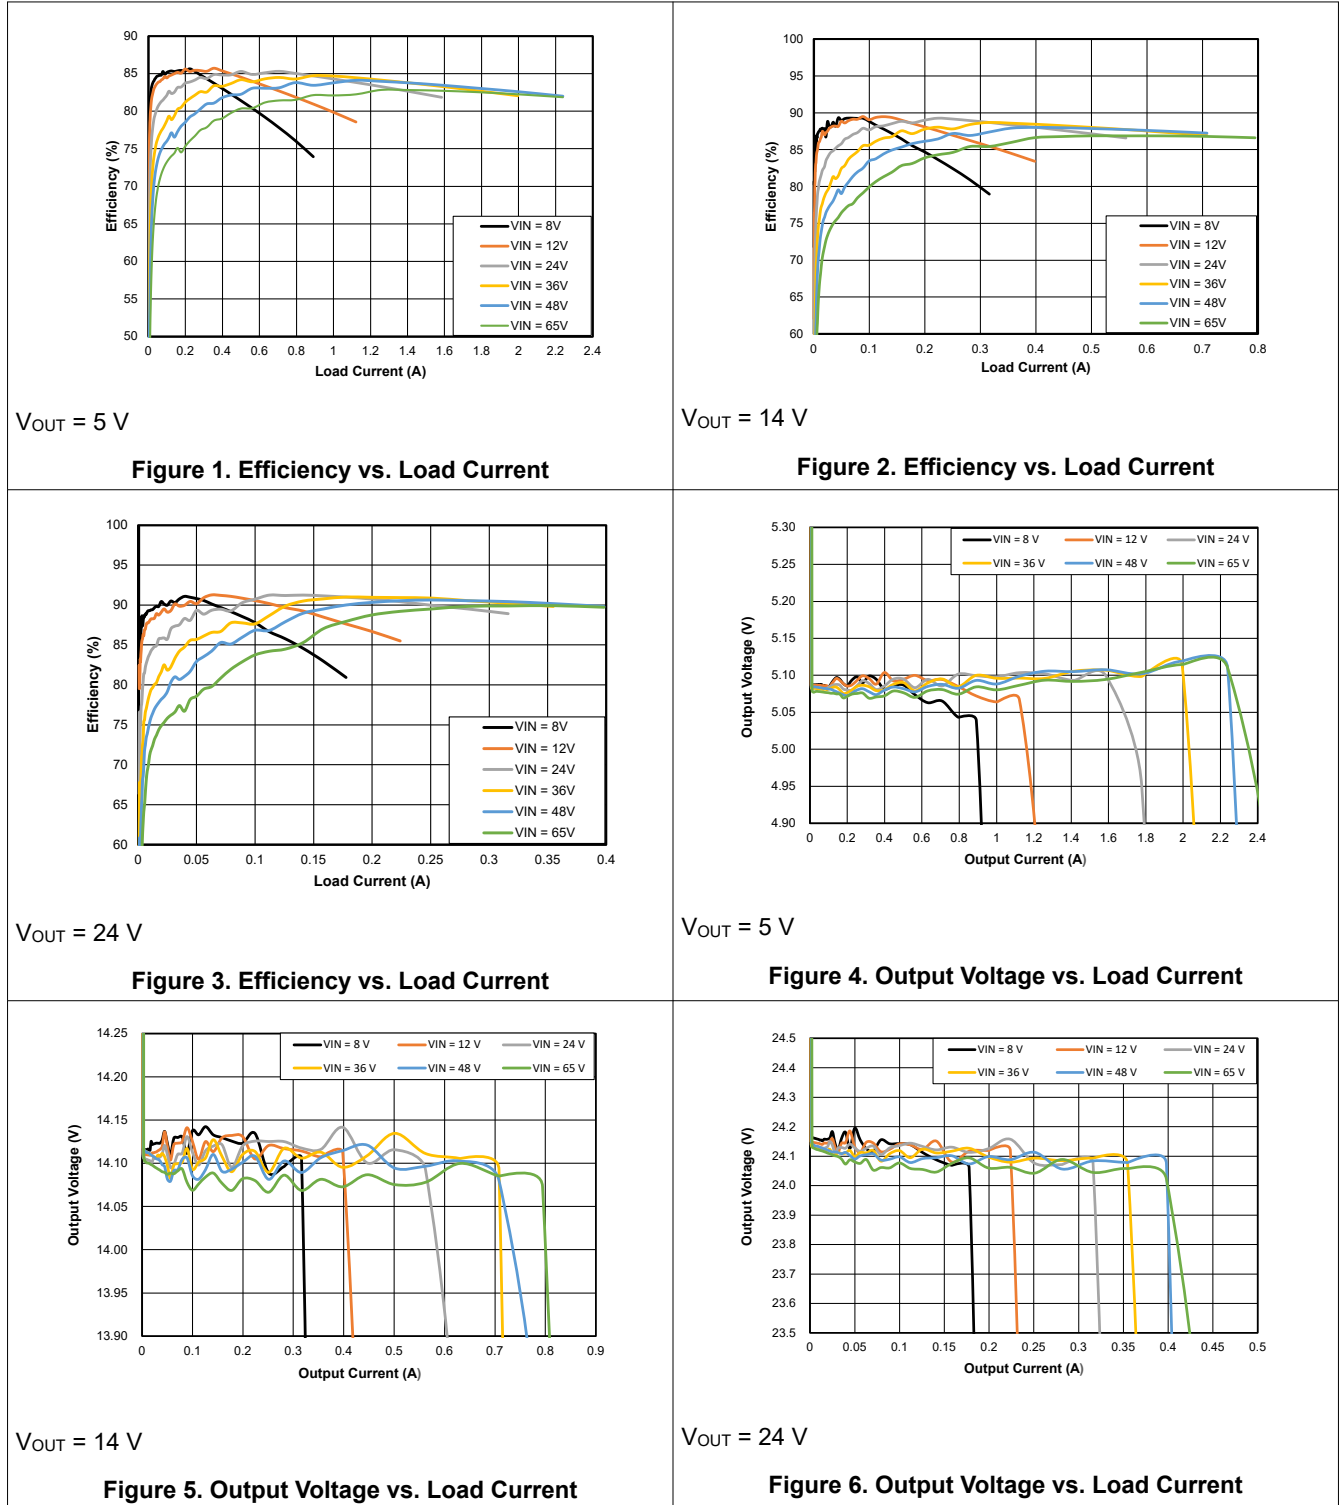 90
85
80
75
70
65
60
55
50
Efficiency (%)
VIN = 8V
VIN = 12V
VIN = 24V
VIN = 36V
VIN = 48V
VIN = 65V
0 0.2 0.4 0.6 0.8 1 1.2 1.4 1.6 1.8 2 2.2 2.4
Load Current (A)
VOUT = 5 V
Figure 1. Efficiency vs. Load Current
100
95
90
85
80
75
70
65
60
Efficiency (%)
VIN = 8V
VIN = 12V
VIN = 24V
VIN = 36V
VIN = 48V
VIN = 65V
0 0.1 0.2 0.3 0.4 0.5 0.6 0.7 0.8
Load Current (A)
VOUT = 14 V
Figure 2. Efficiency vs. Load Current
100
95
90
85
80
75
70
65
60
Efficiency (%)
VIN = 8V
VIN = 12V
VIN = 24V
VIN = 36V
VIN = 48V
VIN = 65V
0 0.05 0.1 0.15 0.2 0.25 0.3 0.35 0.4
Load Current (A)
VOUT = 24 V
Figure 3. Efficiency vs. Load Current
5.30
5.25
5.20
5.15
5.10
5.05
5.00
4.95
4.90
Output Voltage (V)
VIN = 8 V VIN = 12 V VIN = 24 V
VIN = 36 V VIN = 48 V VIN = 65 V
0 0.2 0.4 0.6 0.8 1 1.2 1.4 1.6 1.8 2 2.2 2.4
Output Current (A)
VOUT = 5 V
Figure 4. Output Voltage vs. Load Current
14.25
14.20
14.15
14.10
14.05
14.00
13.95
13.90
Output Voltage (V)
VIN = 8 V VIN = 12 V VIN = 24 V
VIN = 36 V VIN = 48 V VIN = 65 V
0 0.1 0.2 0.3 0.4 0.5 0.6 0.7 0.8 0.9
Output Current (A)
VOUT = 14 V
Figure 5. Output Voltage vs. Load Current
24.5
24.4
24.3
24.2
24.1
24.0
23.9
23.8
23.7
23.6
23.5
Output Voltage (V)
VIN = 8 V VIN = 12 V VIN = 24 V
VIN = 36 V VIN = 48 V VIN = 65 V
0 0.05 0.1 0.15 0.2 0.25 0.3 0.35 0.4 0.45 0.5
Output Current (A)
VOUT = 24 V
Figure 6. Output Voltage vs. Load Current